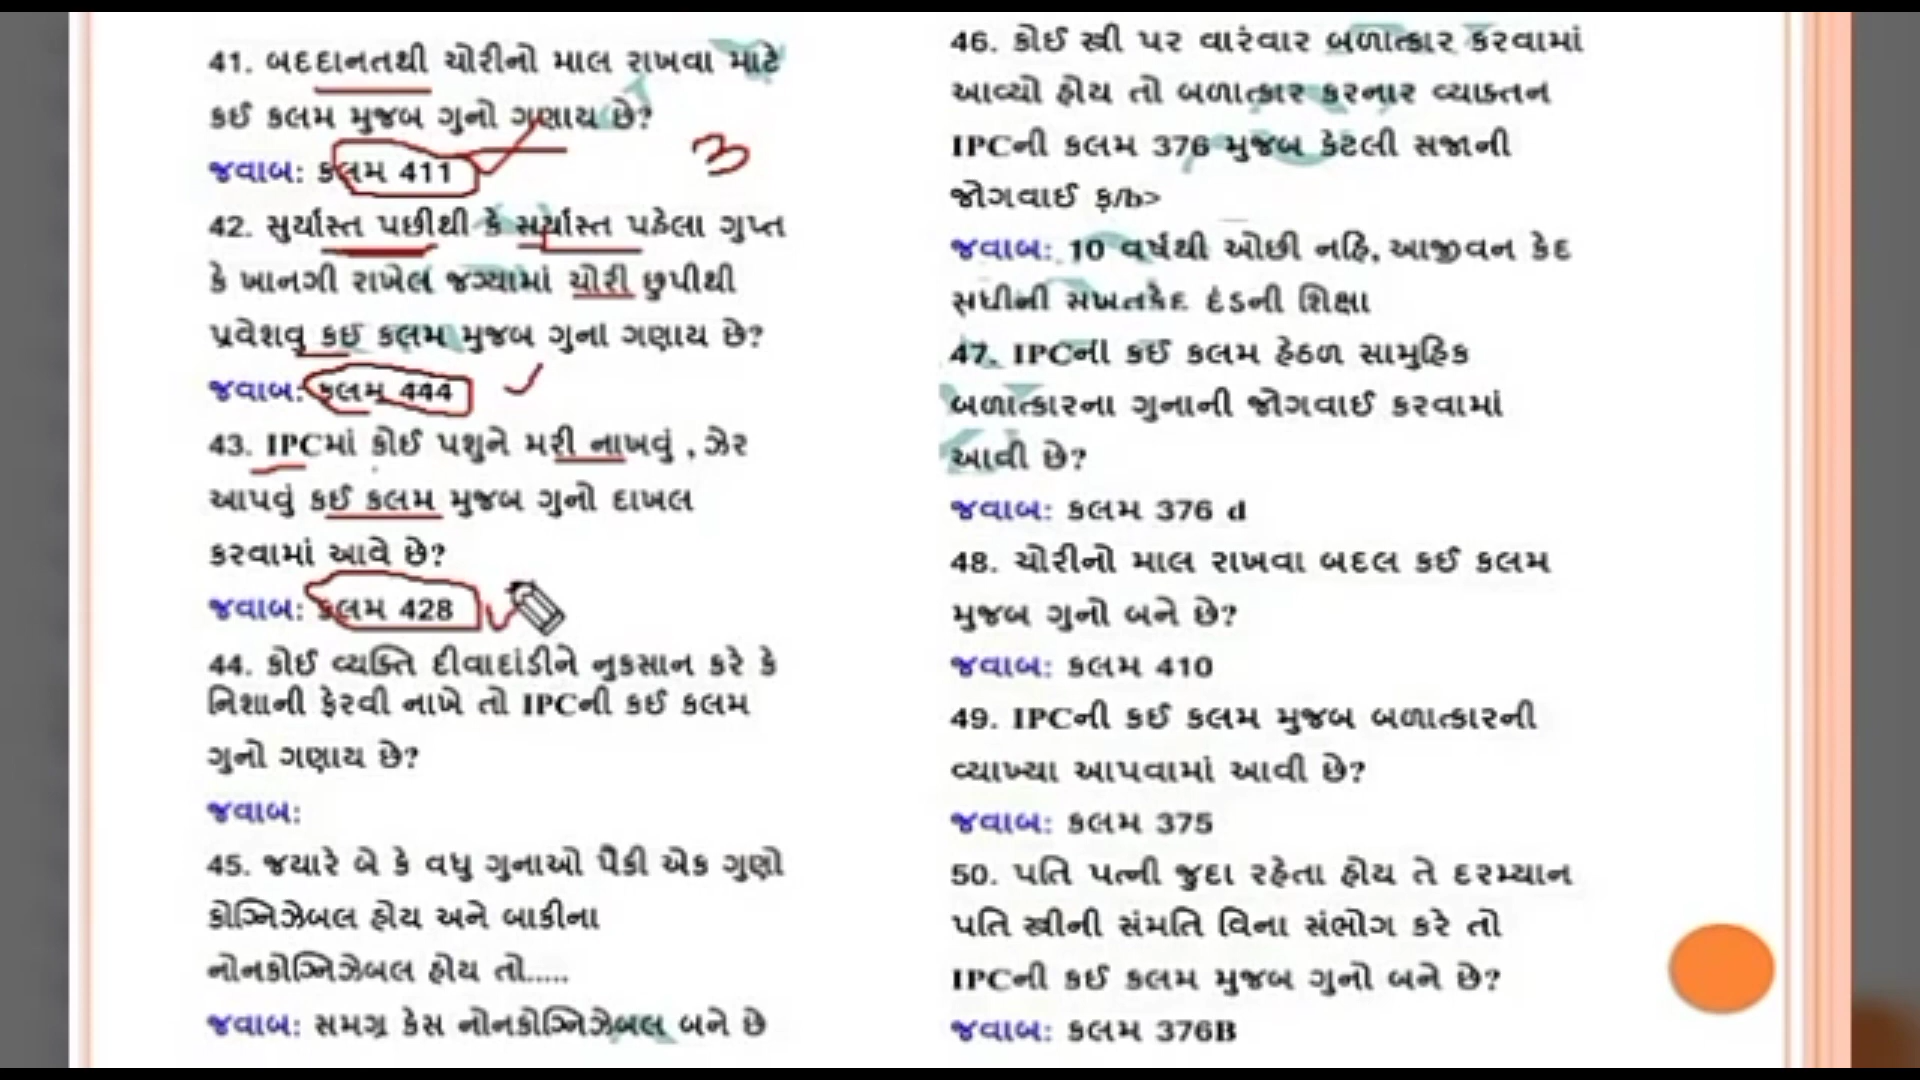 41. બદદાનતથી ચોરીનો માલ રાખવા માટે
કઈ કલમ મુજબ ગુનો ગણાય છે?
જવાબ: કલમ 411
3
42. સુર્યાસ્ત પછીથી કે સર્યાસ્ત પહેલા ગુપ્ત
કે ખાનગી રાખેલ જગ્યામાં ચોરી છુપીથી
પ્રવેશવુ કઇ કલમ મુજબ ગુના ગણાય છે?
જવાબ: કલમ 444
43. IPCમાં કોઈ પશુને મરી નાખવું , ઝેર
આપવું કઈ કલમ મુજબ ગુનો દાખલ
કરવામાં આવે છે?
જવાબ: કલમ 428
44. કોઈ વ્યક્તિ દીવાદાંડીને નુકસાન કરે કે
નિશાની ફેરવી નાખે તો IPCની કઈ કલમ
ગુનો ગણાય છે?
જવાબ:
45. જયારે બે કે વધુ ગુનાઓ પૈકી એક ગુણો
કોગ્નિઝેબલ હોય અને બાકીના
નોનકોગ્નિઝેબલ હોય તો.....
જવાબ: સમગ્ર કેસ નોનકોગ્નિઝેબલ બને છે
46. કોઈ સ્ત્રી પર વારંવાર બળાત્કાર કરવામાં
આવ્યો હોય તો બળાત્કાર કરનાર વ્યાક્તન
IPCની કલમ 376 મુજબ કેટલી સજાની
જોગવાઈ ફ/b>
જવાબ: 10 વર્ષથી ઓછી નહિ, આજીવન કેદ
સધીની સખતકેદ દંડની શિક્ષા
47. IPCની કઈ કલમ હેઠળ સામુહિક
બળાત્કારના ગુનાની જોગવાઈ કરવામાં
આવી છે?
જવાબ: કલમ 376 d
48. ચોરીનો માલ રાખવા બદલ કઈ કલમ
મુજબ ગુનો બને છે?
જવાબ: કલમ 410
49. IPCની કઈ કલમ મુજબ બળાત્કારની
વ્યાખ્યા આપવામાં આવી છે?
જવાબ: કલમ 375
50. પતિ પત્ની જુદા રહેતા હોય તે દરમ્યાન
પતિ સ્ત્રીની સંમતિ વિના સંભોગ કરે તો
IPCની કઈ કલમ મુજબ ગુનો બને છે?
જવાબ: કલમ 376B